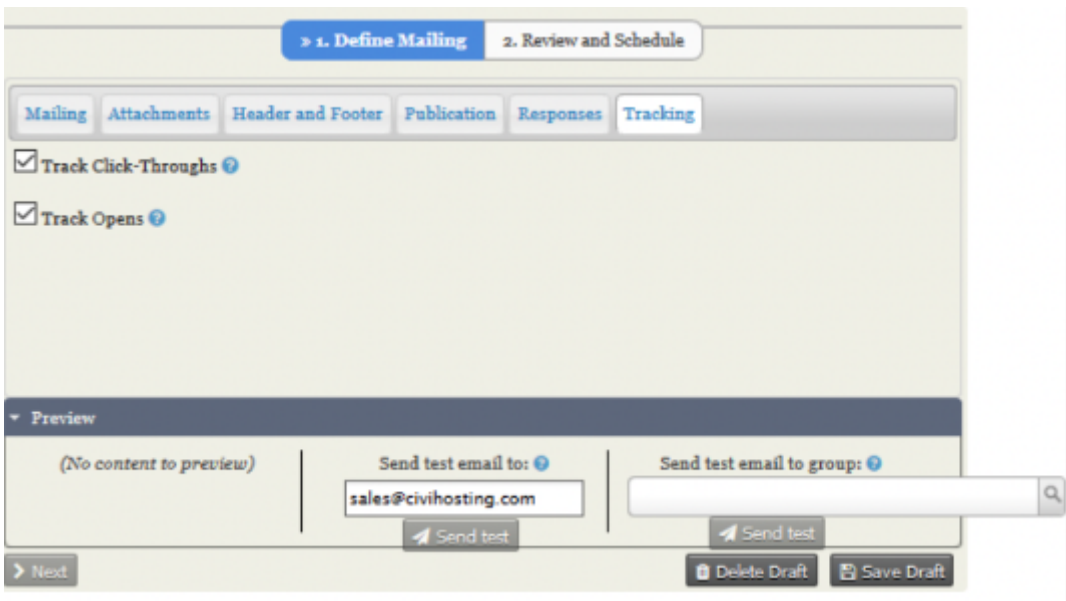 » 1. Define Mailing 2. Review and Schedule
Mailing Attachments Header and Footer Publication Responses Tracking
Track Click-Throughs ?
Track Opens ?
Preview
(No content to preview)
Send test email to: ?
sales@civihosting.com
Send test
Send test email to group: ?
Send test
Next Delete Draft Save Draft